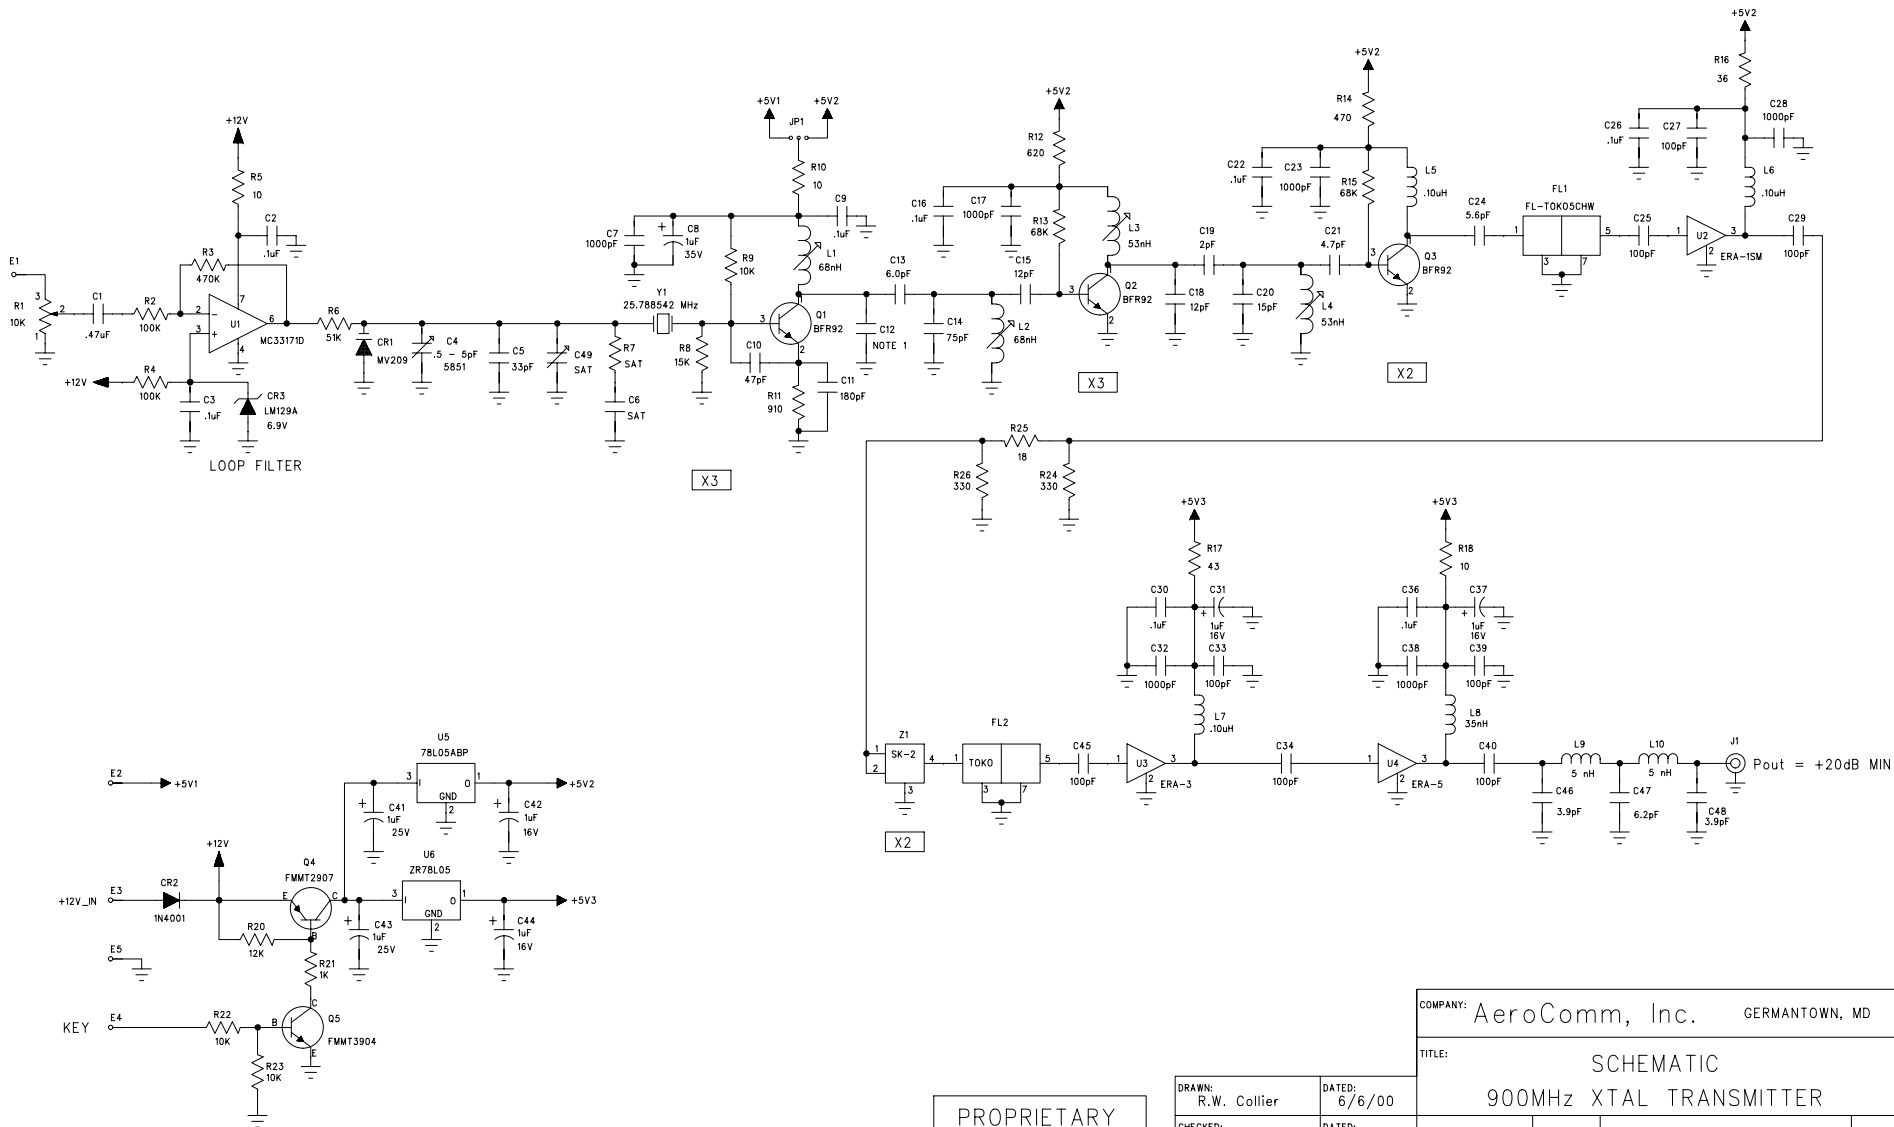 +12V
R5
10
C2
.1uF
R3
470K
E1
R1
10K
3
2
1
C1
.47uF
R2
100K
2
3
7
6
4
U1
MC33171D
R4
100K
+12V
C3
.1uF
CR3
LM129A
6.9V
LOOP FILTER
R6
51K
CR1
MV209
C4
.5 - 5pF
5851
C5
33pF
C49
SAT
R7
SAT
C6
SAT
Y1
25.788542 MHz
R8
15K
C7
1000pF
C8
1uF
35V
R9
10K
+5V1
+5V2
JP1
R10
10
C9
.1uF
L1
68nH
3
2
Q1
BFR92
C10
47pF
R11
910
C11
180pF
X3
C12
NOTE 1
C13
6.0pF
C14
75pF
L2
68nH
C15
12pF
C16
.1uF
C17
1000pF
+5V2
R12
620
R13
68K
L3
53nH
3
2
Q2
BFR92
X3
C18
12pF
C19
2pF
C20
15pF
L4
53nH
C21
4.7pF
C22
.1uF
C23
1000pF
+5V2
R14
470
R15
68K
L5
.10uH
3
2
Q3
BFR92
X2
C24
5.6pF
FL1
FL-TOKO5CHW
1
5
3
7
C25
100pF
+5V2
R16
36
C26
.1uF
C27
100pF
C28
1000pF
L6
.10uH
1
U2
3
2
ERA-1SM
C29
100pF
R25
18
R26
330
R24
330
+5V3
R17
43
C30
.1uF
C31
1uF
16V
C32
1000pF
C33
100pF
L7
.10uH
+5V3
R18
10
C36
.1uF
C37
1uF
16V
C38
1000pF
C39
100pF
L8
35nH
Z1
SK-2
1
2
4
3
X2
FL2
TOKO
1
5
3
7
C45
100pF
1
U3
3
2
ERA-3
C34
100pF
1
U4
3
2
ERA-5
C40
100pF
L9
5 nH
L10
5 nH
C46
3.9pF
C47
6.2pF
C48
3.9pF
J1
Pout = +20dB MIN
E2
+5V1
U5
78L05ABP
3
I
O
1
GND
2
+5V2
C41
1uF
25V
C42
1uF
16V
+12V
+12V_IN
E3
CR2
1N4001
Q4
FMMT2907
E
C
B
U6
ZR78L05
3
I
O
1
GND
2
+5V3
C43
1uF
25V
C44
1uF
16V
R20
12K
E5
R21
1K
KEY
E4
R22
10K
R23
10K
B
C
E
Q5
FMMT3904
PROPRIETARY
COMPANY: AeroComm, Inc. GERMANTOWN, MD
TITLE:
SCHEMATIC
900MHz XTAL TRANSMITTER
DRAWN:
R.W. Collier
DATED:
6/6/00
CHECKED:
DATED: